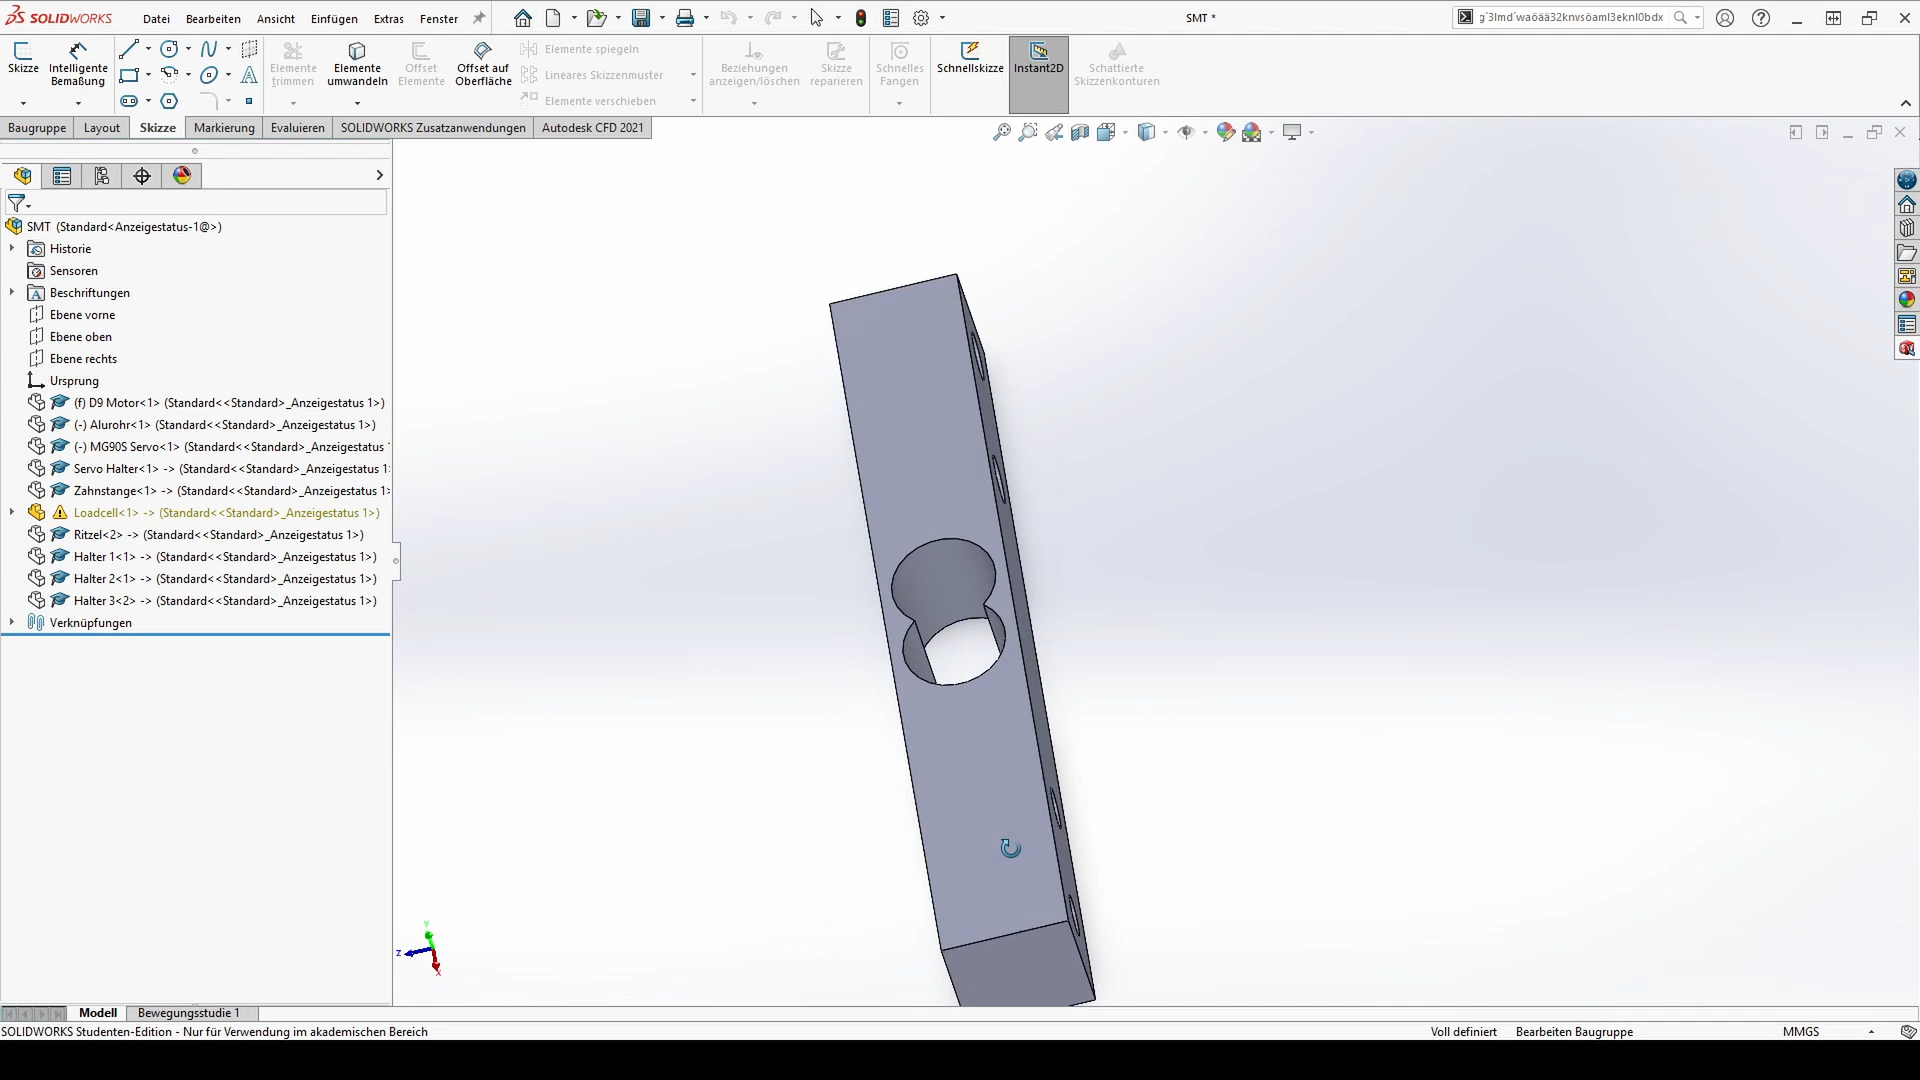 SOLIDWORKS Datei Bearbeiten Ansicht Einfügen Extras Fenster SMT * g´3lmd´waöää32knvsöaml3eknl0bdx
Skizze Intelligente Bemaßung Elemente trimmen Elemente umwandeln Offset Elemente Offset auf Oberfläche Elemente spiegeln Beziehungen anzeigen/löschen Skizze reparieren Schnelles Fangen Schnellskizze Instant2D Schattierte Skizzenkonturen
Lineares Skizzenmuster
Elemente verschieben
Baugruppe Layout Skizze Markierung Evaluieren SOLIDWORKS Zusatzanwendungen Autodesk CFD 2021
SMT (Standard<Anzeigestatus-1@>)
Historie
Sensoren
Beschriftungen
Ebene vorne
Ebene oben
Ebene rechts
Ursprung
(f) D9 Motor<1> (Standard<<Standard>_Anzeigestatus 1>)
(-) Alurohr<1> (Standard<<Standard>_Anzeigestatus 1>)
(-) MG90S Servo<1> (Standard<<Standard>_Anzeigestatus 1
Servo Halter<1> -> (Standard<<Standard>_Anzeigestatus 1
Zahnstange<1> -> (Standard<<Standard>_Anzeigestatus 1>
Loadcell<1> -> (Standard<<Standard>_Anzeigestatus 1>)
Ritzel<2> -> (Standard<<Standard>_Anzeigestatus 1>)
Halter 1<1> -> (Standard<<Standard>_Anzeigestatus 1>)
Halter 2<1> -> (Standard<<Standard>_Anzeigestatus 1>)
Halter 3<2> -> (Standard<<Standard>_Anzeigestatus 1>)
Verknüpfungen
Y
Z
X
Modell Bewegungsstudie 1
SOLIDWORKS Studenten-Edition - Nur für Verwendung im akademischen Bereich Voll definiert Bearbeiten Baugruppe MMGS